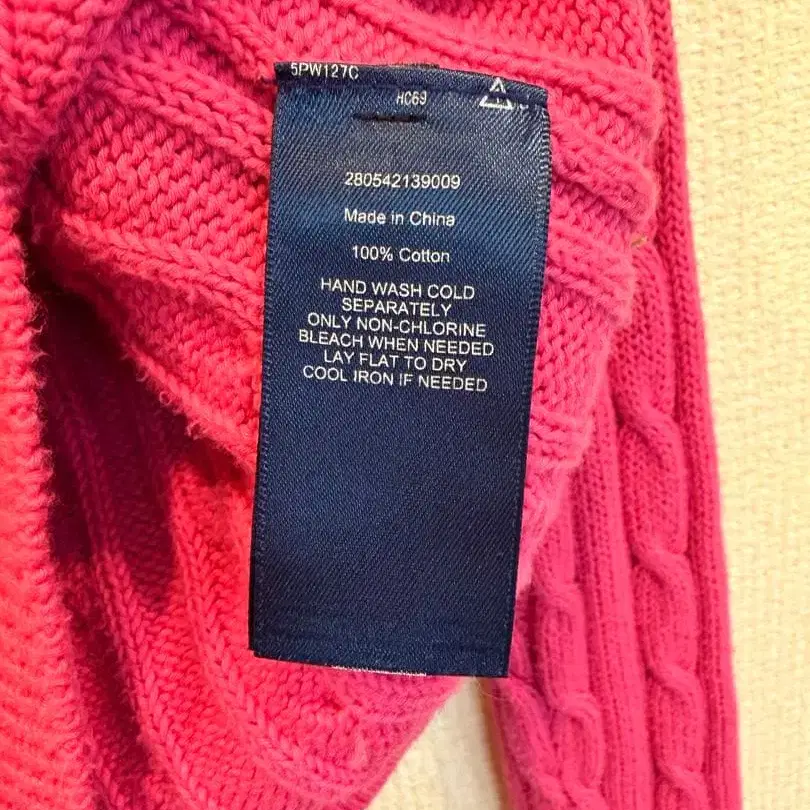 5PW127C
HC69
280542139009
Made in China
100% Cotton
HAND WASH COLD
SEPARATELY
ONLY NON-CHLORINE
BLEACH WHEN NEEDED
LAY FLAT TO DRY
COOL IRON IF NEEDED